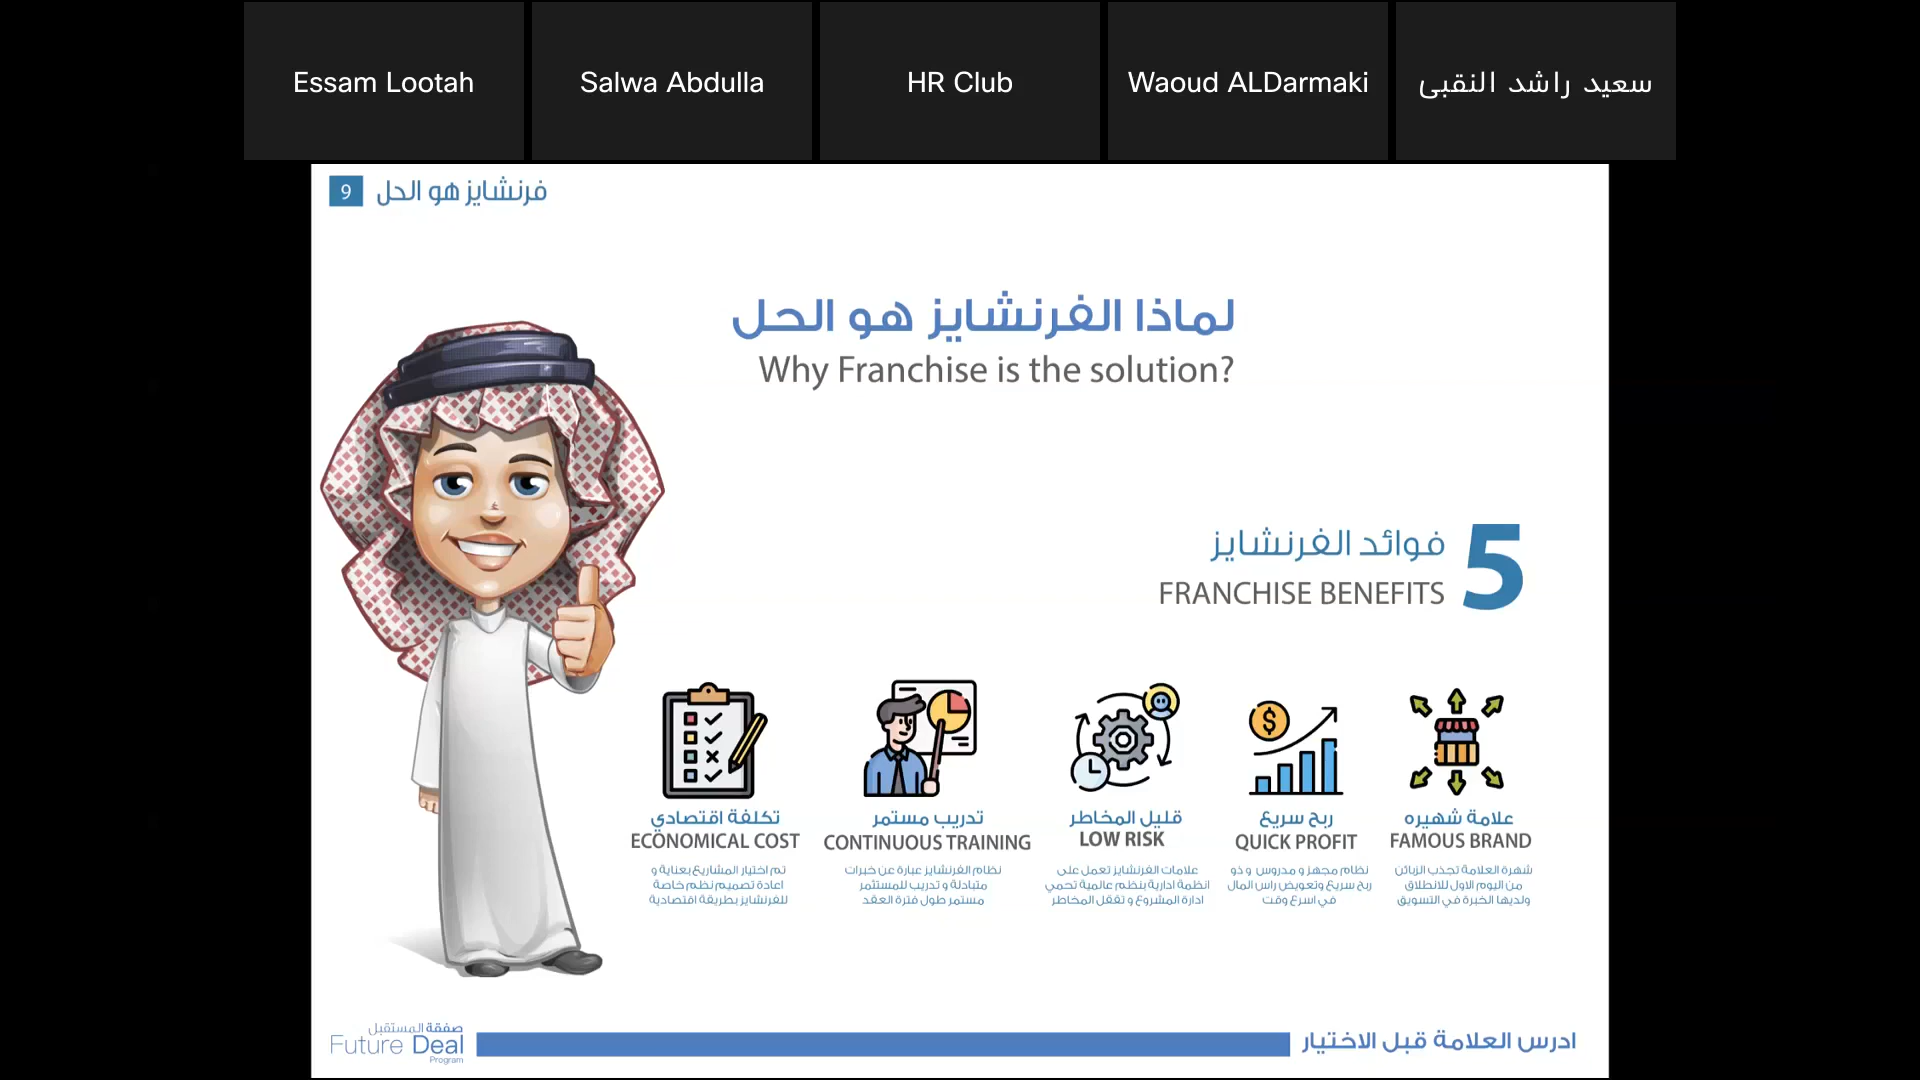 Essam Lootah
Salwa Abdulla
HR Club
Waoud ALDarmaki
سعيد راشد النقبى
9 فرنشايز هو الحل
لماذا الفرنشايز هو الحل
Why Franchise is the solution?
5
فوائد الفرنشايز
FRANCHISE BENEFITS
علامة شهيره
FAMOUS BRAND
شهرة العلامة تجذب الزبائن
من اليوم الاول للانطلاق
ولديها الخبرة في التسويق
ربح سريع
QUICK PROFIT
نظام مجهز و مدروس و ذو
ربح سريع وتعويض راس المال
في اسرع وقت
قليل المخاطر
LOW RISK
علامات الفرنشايز تعمل على
انظمة ادارية بنظم عالمية تحمي
ادارة المشروع و تقلل المخاطر
تدريب مستمر
CONTINUOUS TRAINING
نظام الفرنشايز عبارة عن خبرات
متبادلة و تدريب للمستثمر
مستمر طول فترة العقد
تكلفة اقتصادي
ECONOMICAL COST
تم اختيار المشاريع بعناية و
اعادة تصميم نظم خاصة
للفرنشايز بطريقة اقتصادية
ادرس العلامة قبل الاختيار
صفقة المستقبل
Future Deal
Program